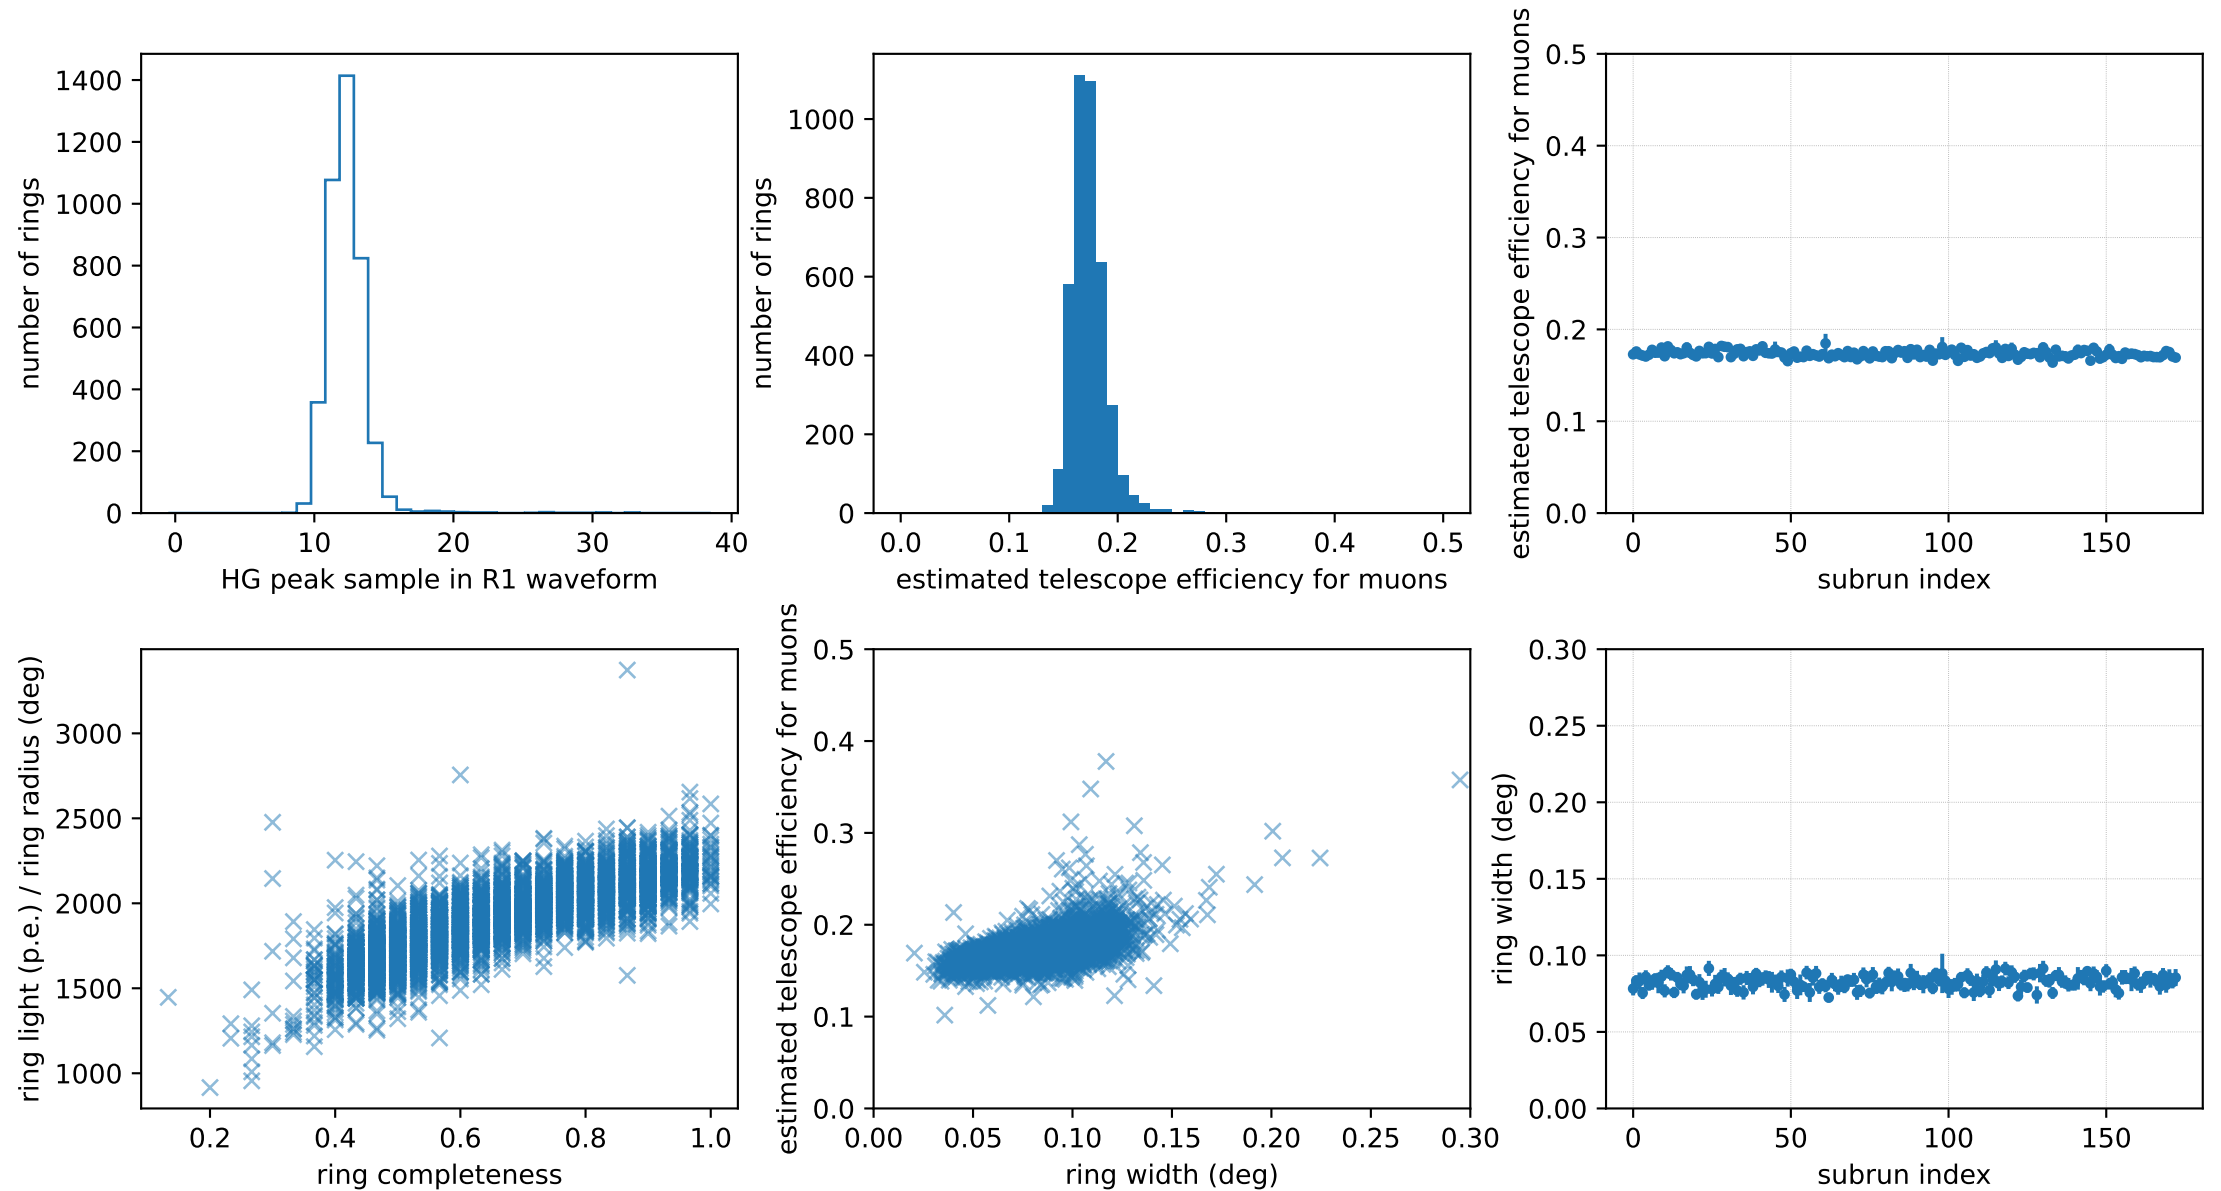 1400
1200
1000
800
600
400
200
0
number of rings
0 10 20 30 40
HG peak sample in R1 waveform
1000
800
600
400
200
0
number of rings
0.0 0.1 0.2 0.3 0.4 0.5
estimated telescope efficiency for muons
0.5
0.4
0.3
0.2
0.1
0.0
estimated telescope efficiency for muons
0 50 100 150
subrun index
3000
2500
2000
1500
1000
ring light (p.e.) / ring radius (deg)
0.2 0.4 0.6 0.8 1.0
ring completeness
0.5
0.4
0.3
0.2
0.1
0.0
estimated telescope efficiency for muons
0.00 0.05 0.10 0.15 0.20 0.25 0.30
ring width (deg)
0.30
0.25
0.20
0.15
0.10
0.05
0.00
ring width (deg)
0 50 100 150
subrun index